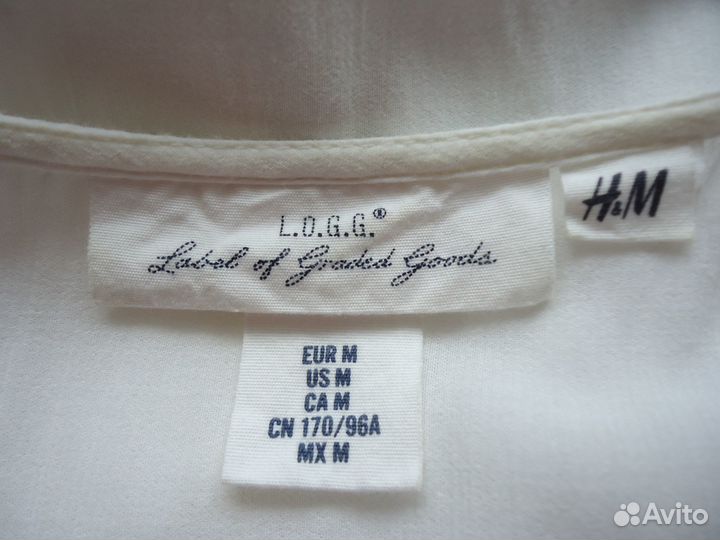 L.O.G.G.®
Label of Graded Goods
H&M
EUR M
US M
CA M
CN 170/96A
MX M
Avito